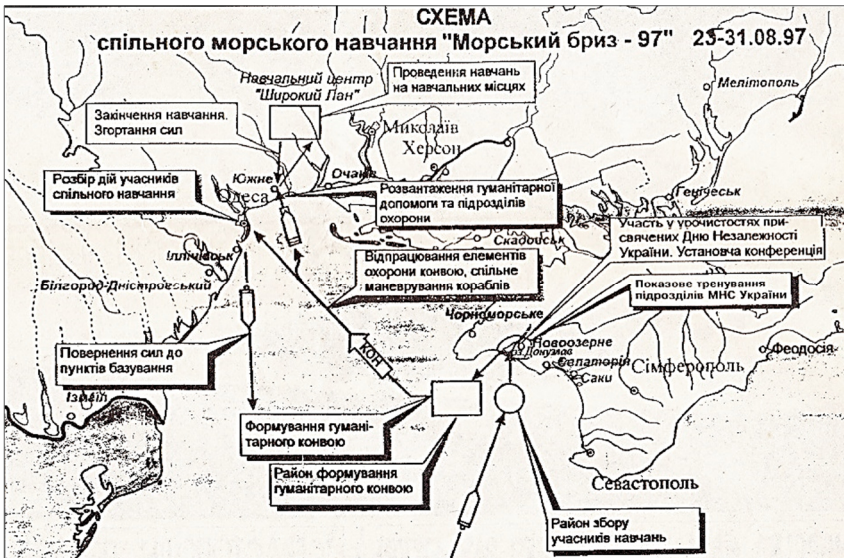 СХЕМА
спільного морського навчання "Морський бриз - 97" 23-31.08.97
Навчальний центр
"Широкий Лан"
Проведення навчань
на навчальних місцях
Мелітополь
Закінчення навчання.
Згортання сил
Миколаїв
Херсон
Розбір дій учасників
спільного навчання
Южне
Одеса
Очаків
Розвантаження гуманітарної
допомоги та підрозділів
охорони
Генічеськ
Участь у урочистостях при-
свячених Дню Незалежності
України. Установча конференція
Скадовськ
Іллічівськ
Відпрацювання елементів
охорони конвою, спільне
маневрування кораблів
Білгород-Дністровський
Показове тренування
підрозділів МНС України
Чорноморське
Новоозерне
оз.Донузлав
Повернення сил до
пунктів базування
КОН
Євпаторія
Саки
Сімферополь
Феодосія
Ізмаїл
Формування гумані-
тарного конвою
Район формування
гуманітарного конвою
Севастополь
Район збору
учасників навчань